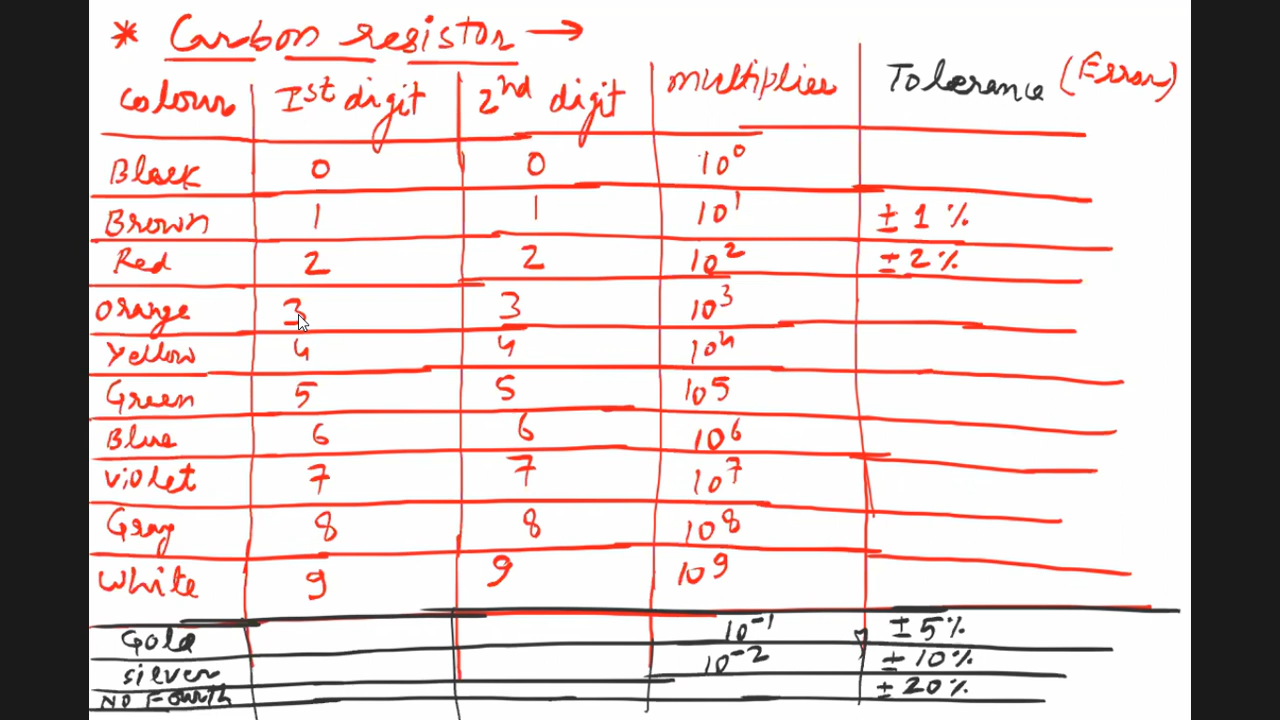 * Carbon resistor →
Colour 1st digit 2nd digit multiplier Tolerence (Error)
Black 0 0 10⁰
Brown 1 1 10¹ ± 1 %
Red 2 2 10² ± 2 %
Orange 3 3 10³
Yellow 4 4 10⁴
Green 5 5 10⁵
Blue 6 6 10⁶
Violet 7 7 10⁷
Gray 8 8 10⁸
White 9 9 10⁹
Gold 10⁻¹ ± 5 %
Silver 10⁻² ± 10 %
No Fourth ± 20 %